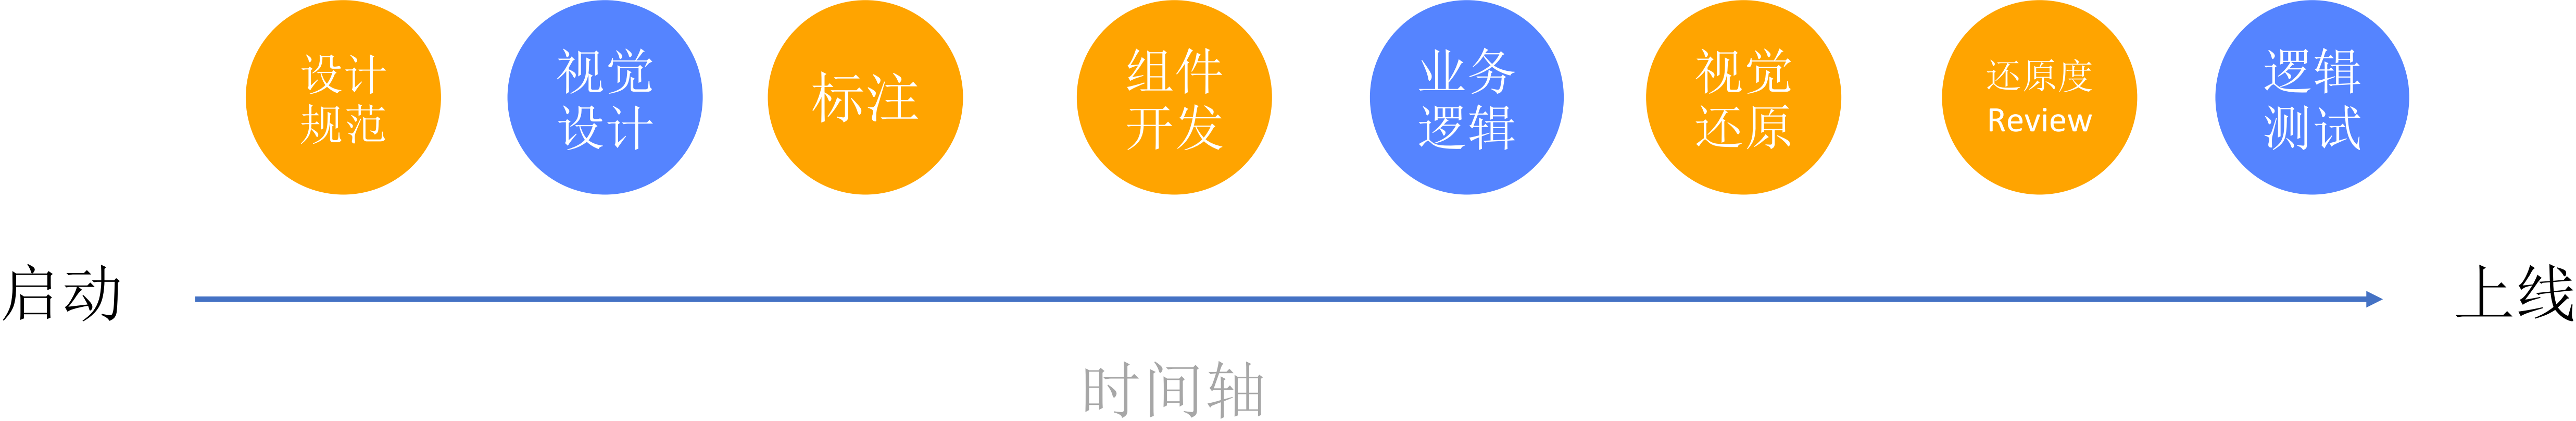 设计
规范
视觉
设计
标注
组件
开发
业务
逻辑
视觉
还原
还原度
Review
逻辑
测试
启动
上线
时间轴